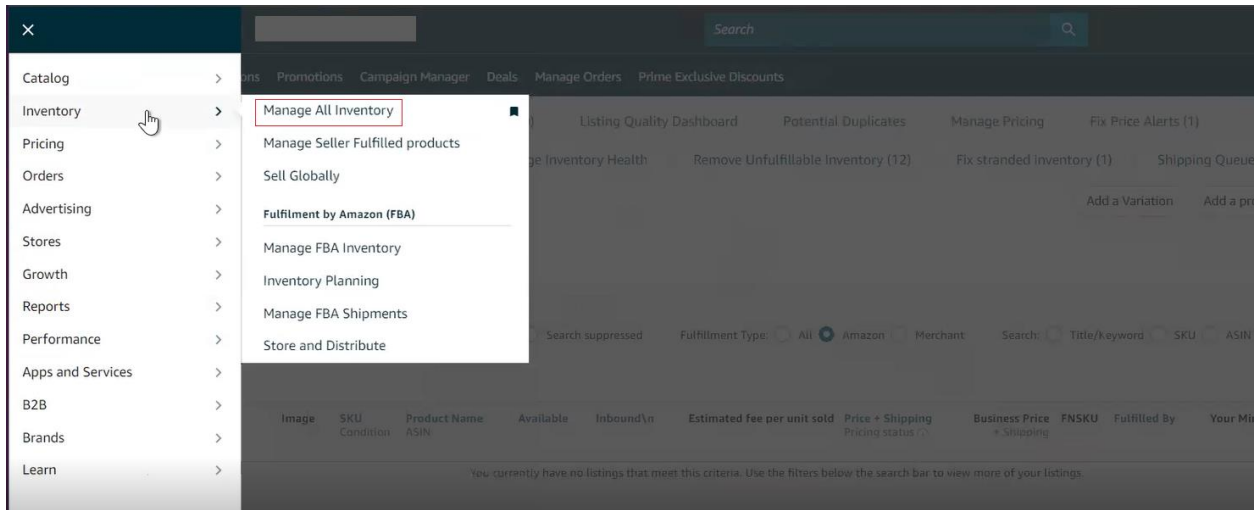 Search
Catalog
Inventory
Pricing
Orders
Advertising
Stores
Growth
Reports
Performance
Apps and Services
B2B
Brands
Learn
Manage All Inventory
Manage Seller Fulfilled products
Sell Globally
Fulfilment by Amazon (FBA)
Manage FBA Inventory
Inventory Planning
Manage FBA Shipments
Store and Distribute
Promotions Campaign Manager Deals Manage Orders Prime Exclusive Discounts
Listing Quality Dashboard Potential Duplicates Manage Pricing Fix Price Alerts (1)
Inventory Health Remove Unfulfillable Inventory (12) Fix stranded inventory (1) Shipping Queue
Add a Variation Add a pr
Search suppressed Fulfillment Type: All Amazon Merchant Search: Title/Keyword SKU ASIN
Image SKU Product Name Available Inbound\n Estimated fee per unit sold Price + Shipping Business Price FNSKU Fulfilled By Your Mi
Condition ASIN Pricing status + Shipping
You currently have no listings that meet this criteria. Use the filters below the search bar to view more of your listings.